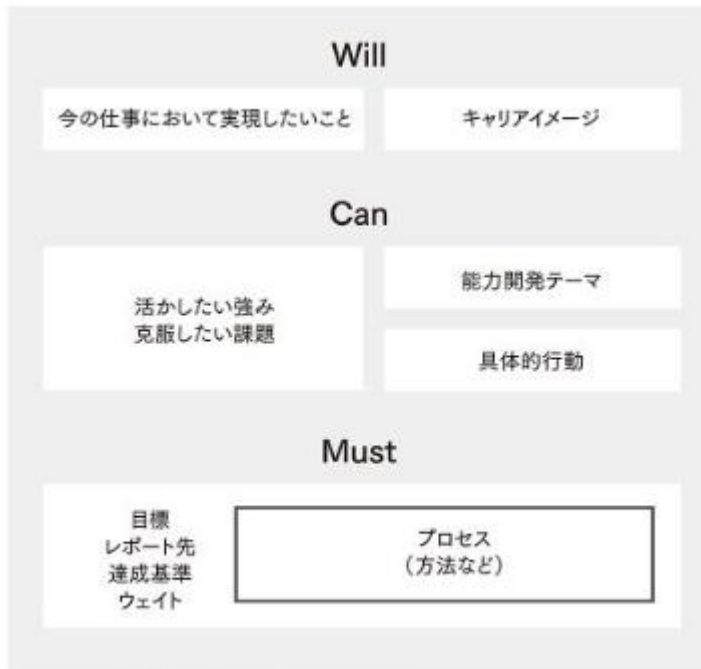 Will
今の仕事において実現したいこと
キャリアイメージ
Can
活かしたい強み
克服したい課題
能力開発テーマ
具体的行動
Must
目標
レポート先
達成基準
ウェイト
プロセス
（方法など）